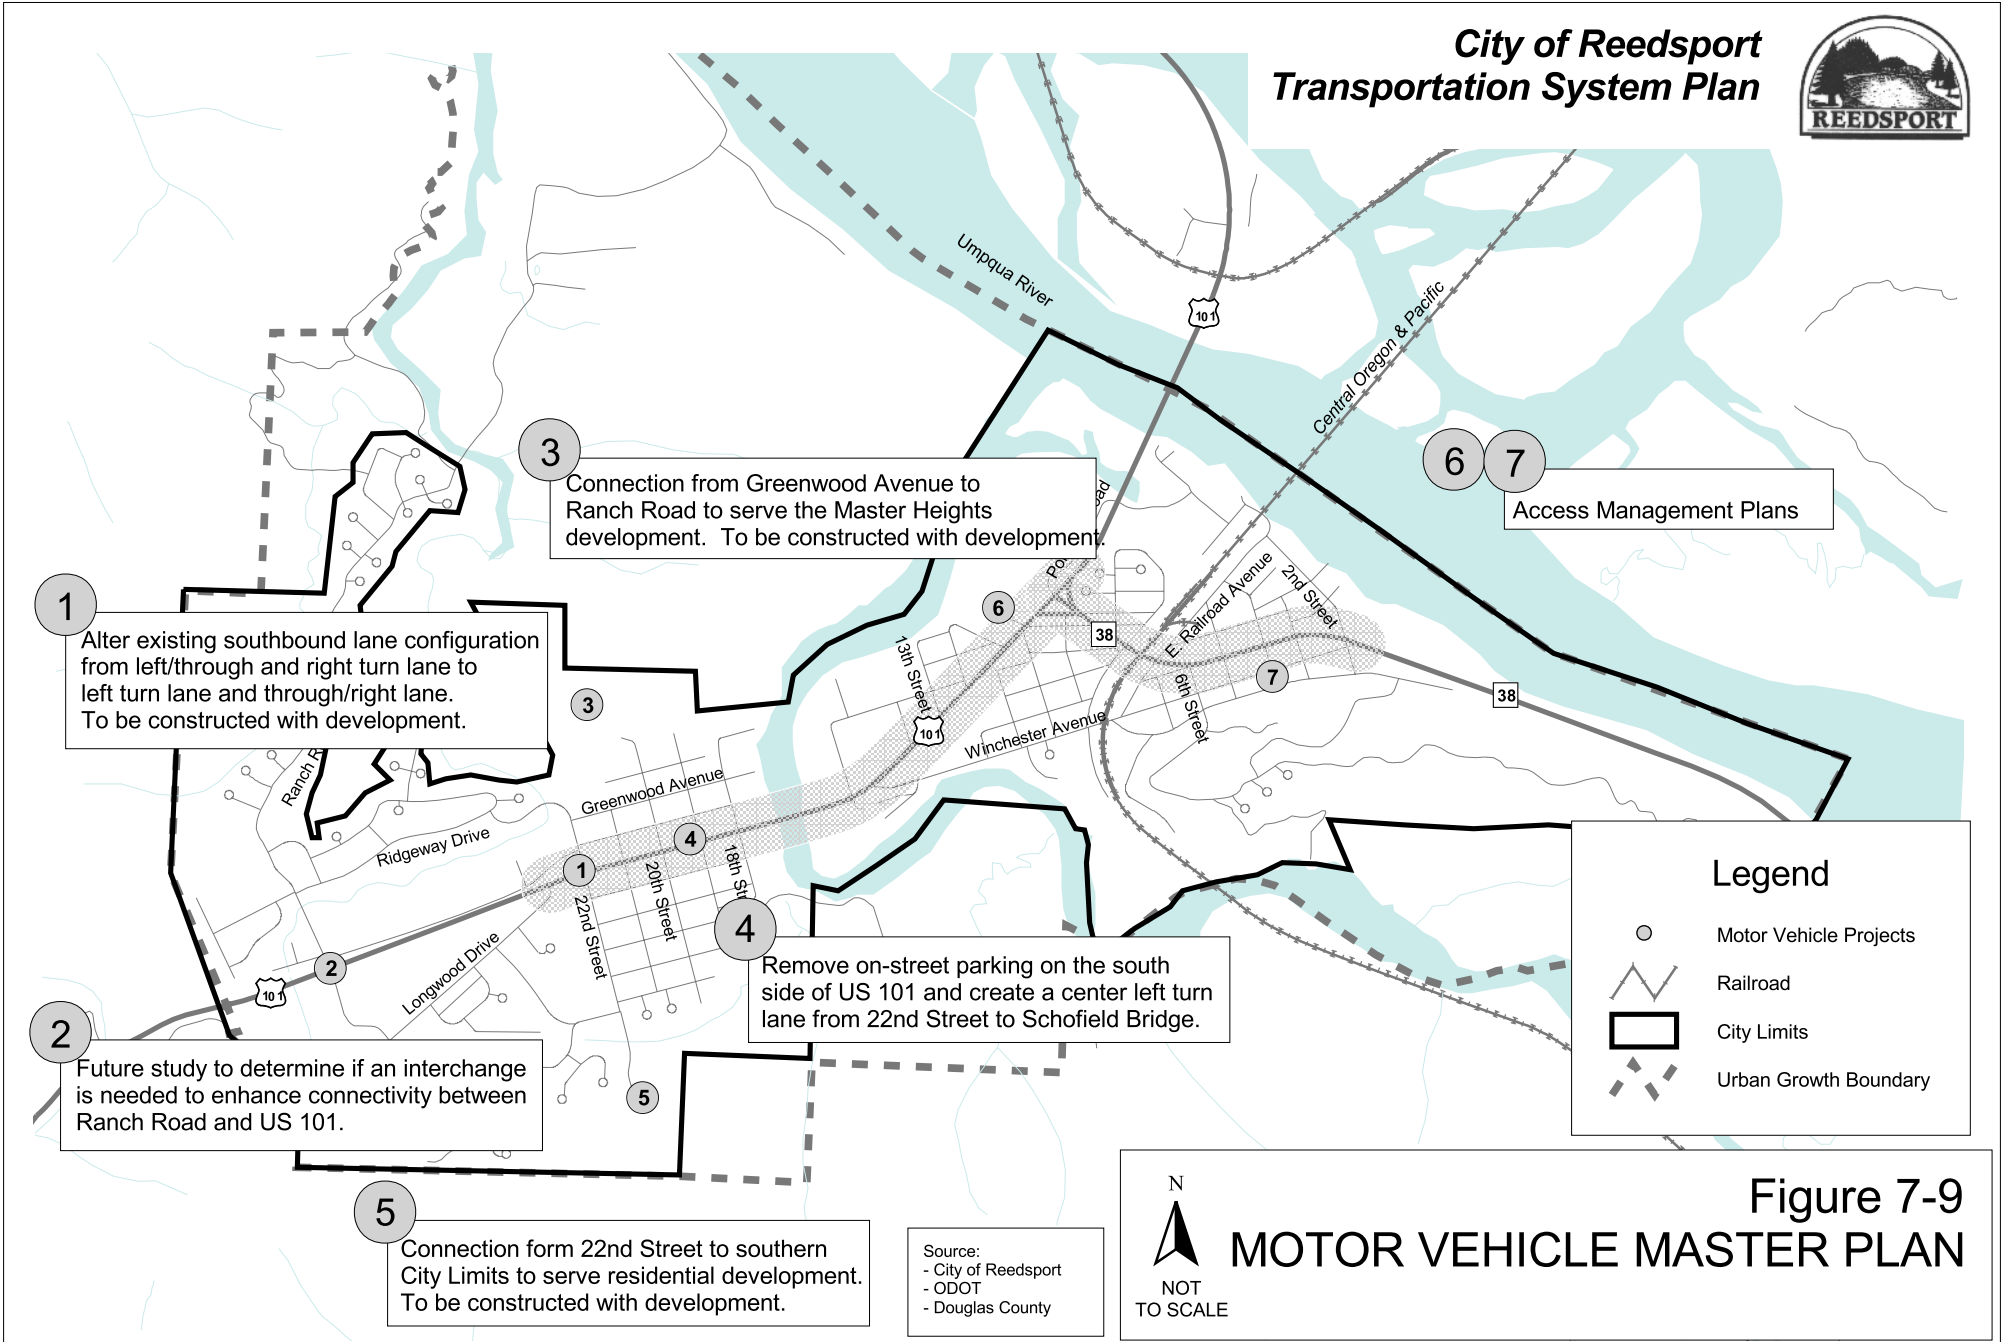 City of Reedsport
Transportation System Plan
REEDSPORT
Umpqua River
101
Central Oregon & Pacific
3
Connection from Greenwood Avenue to
Ranch Road to serve the Master Heights
development. To be constructed with development.
6 7
Access Management Plans
1
Alter existing southbound lane configuration
from left/through and right turn lane to
left turn lane and through/right lane.
To be constructed with development.
6
38
E. Railroad Avenue
2nd Street
13th Street
7
6th Street
38
3
101
Winchester Avenue
Greenwood Avenue
Ridgeway Drive
4
1
18th Str
20th Street
22nd Street
Longwood Drive
2
101
4
Remove on-street parking on the south
side of US 101 and create a center left turn
lane from 22nd Street to Schofield Bridge.
2
Future study to determine if an interchange
is needed to enhance connectivity between
Ranch Road and US 101.
5
5
Connection form 22nd Street to southern
City Limits to serve residential development.
To be constructed with development.
Legend
Motor Vehicle Projects
Railroad
City Limits
Urban Growth Boundary
Source:
- City of Reedsport
- ODOT
- Douglas County
N
NOT
TO SCALE
Figure 7-9
MOTOR VEHICLE MASTER PLAN